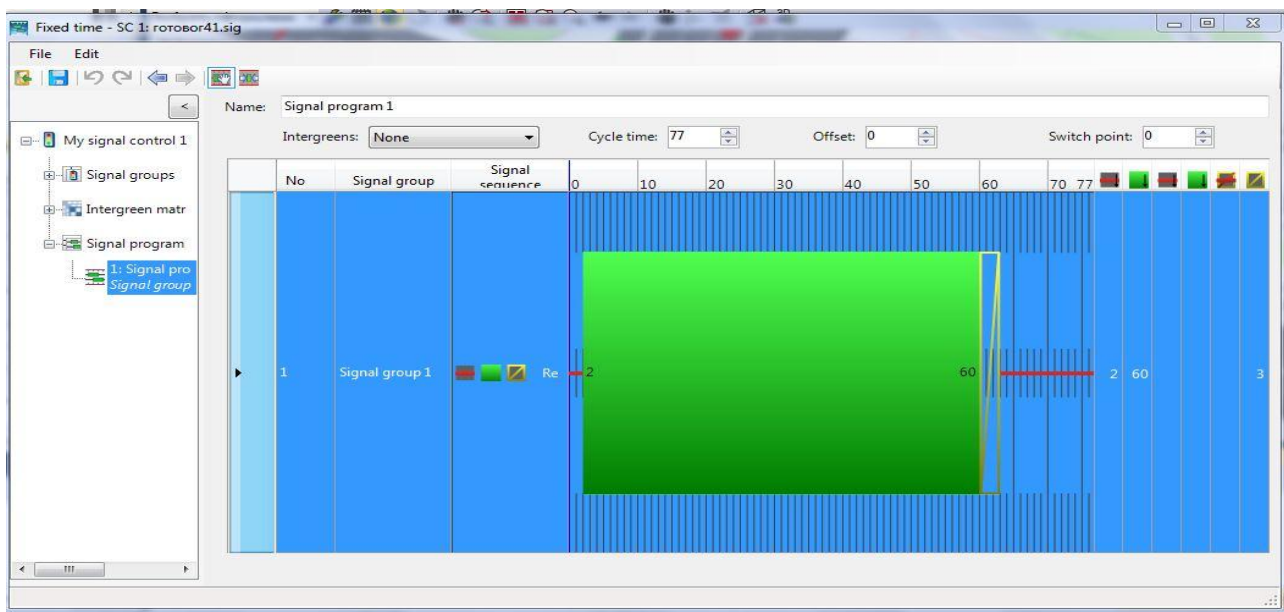 Fixed time - SC 1: готовог41.sig
File Edit
<
Name: Signal program 1
Intergreens: None Cycle time: 77 Offset: 0 Switch point: 0
My signal control 1
Signal groups
Intergreen matr
Signal program
1: Signal pro
Signal group
No Signal group Signal sequence 0 10 20 30 40 50 60 70 77
1 Signal group 1 Re 2 60 2 60 3